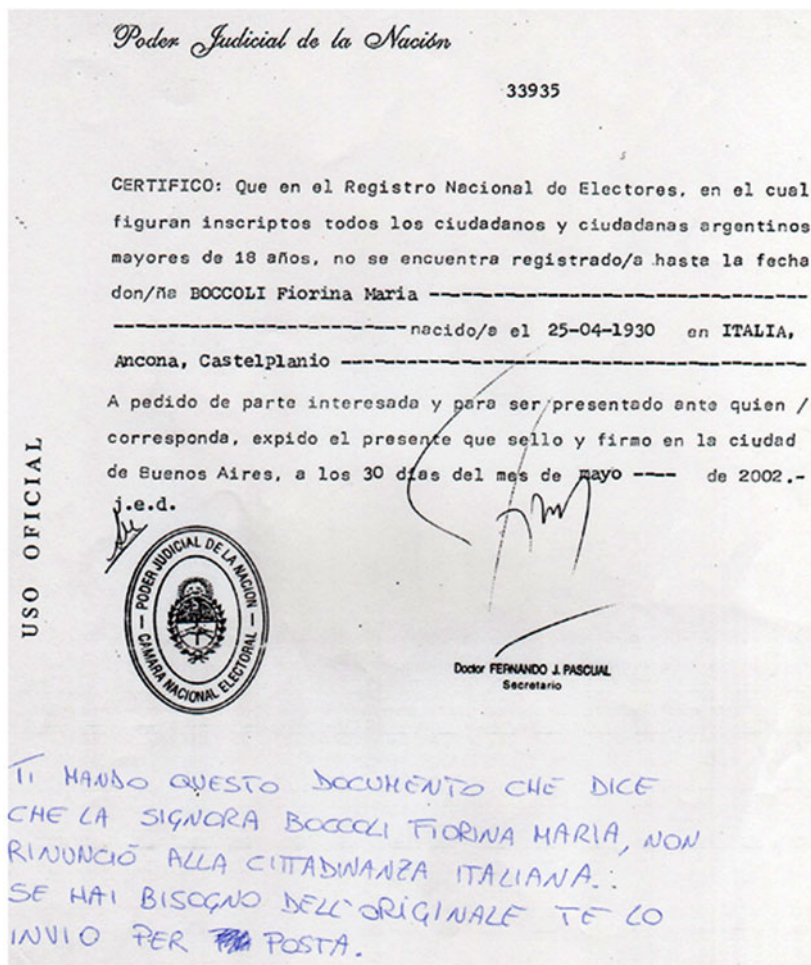 Poder Judicial de la Nación
33935
CERTIFICO: Que en el Registro Nacional de Electores, en el cual
figuran inscriptos todos los ciudadanos y ciudadanas argentinos
mayores de 18 años, no se encuentra registrado/a hasta la fecha
don/ña BOCCOLI Fiorina Maria ------------------------------------
---------------------------- nacido/a el 25-04-1930 en ITALIA,
Ancona, Castelplanio --------------------------------------------
A pedido de parte interesada y para ser presentado ante quien /
corresponda, expido el presente que sello y firmo en la ciudad
de Buenos Aires, a los 30 días del mes de mayo ---- de 2002.-
j.e.d.
USO OFICIAL
PODER JUDICIAL DE LA NACION
CAMARA NACIONAL ELECTORAL
Doctor FERNANDO J. PASCUAL
Secretario
TI MANDO QUESTO DOCUMENTO CHE DICE
CHE LA SIGNORA BOCCOLI FIORINA MARIA, NON
RINUNCIÓ ALLA CITTADINANZA ITALIANA.
SE HAI BISOGNO DELL'ORIGINALE TE LO
INVIO PER POSTA.